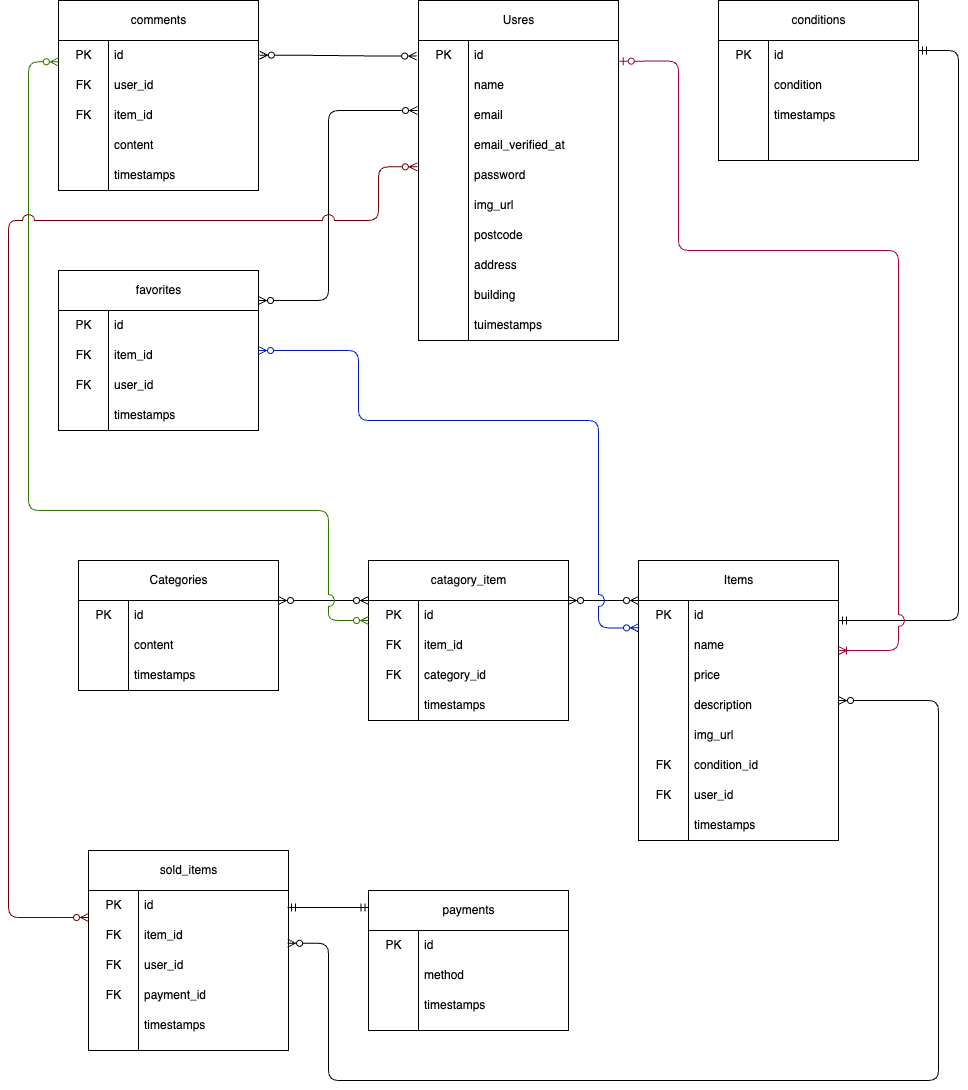 comments
PK id
FK user_id
FK item_id
content
timestamps
Usres
PK id
name
email
email_verified_at
password
img_url
postcode
address
building
tuimestamps
conditions
PK id
condition
timestamps
favorites
PK id
FK item_id
FK user_id
timestamps
Categories
PK id
content
timestamps
catagory_item
PK id
FK item_id
FK category_id
timestamps
Items
PK id
name
price
description
img_url
FK condition_id
FK user_id
timestamps
sold_items
PK id
FK item_id
FK user_id
FK payment_id
timestamps
payments
PK id
method
timestamps